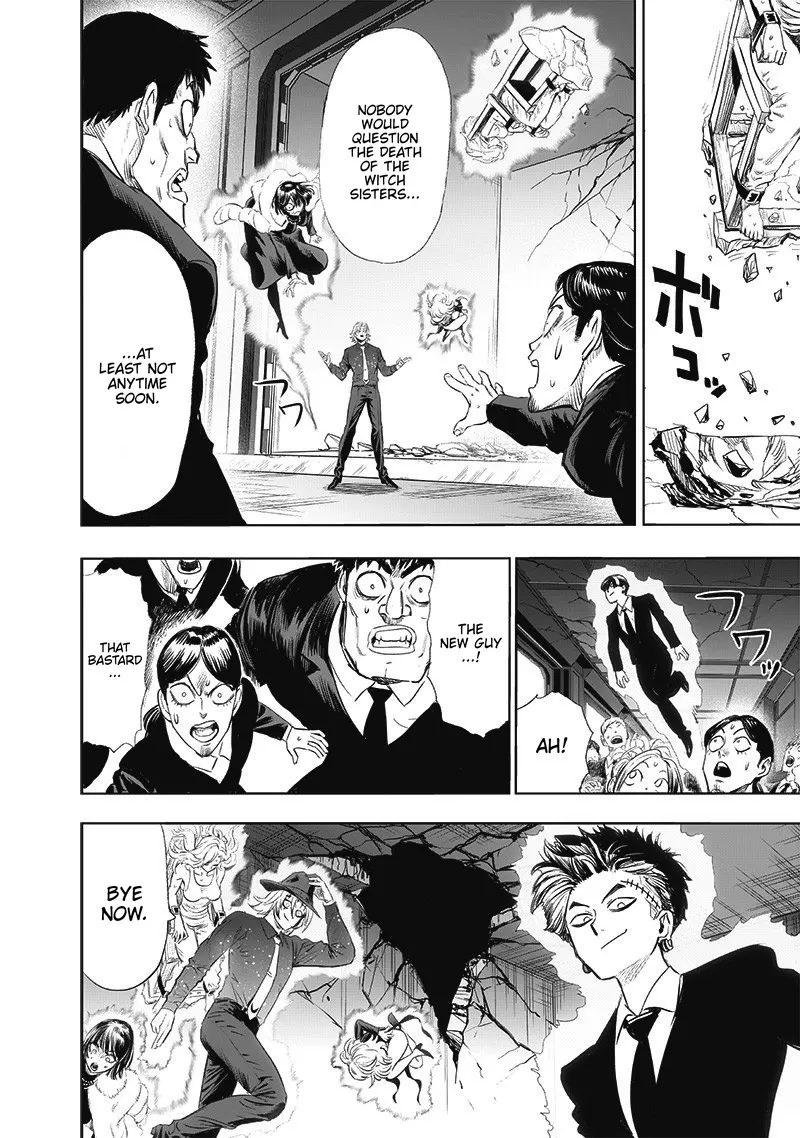 ボコッ
NOBODY
WOULD
QUESTION
THE DEATH
OF THE
WITCH
SISTERS...
フワ
...AT
LEAST NOT
ANYTIME
SOON.
フワッ
AH!
THE
NEW GUY
...!
THAT
BASTARD
...
BYE
NOW.